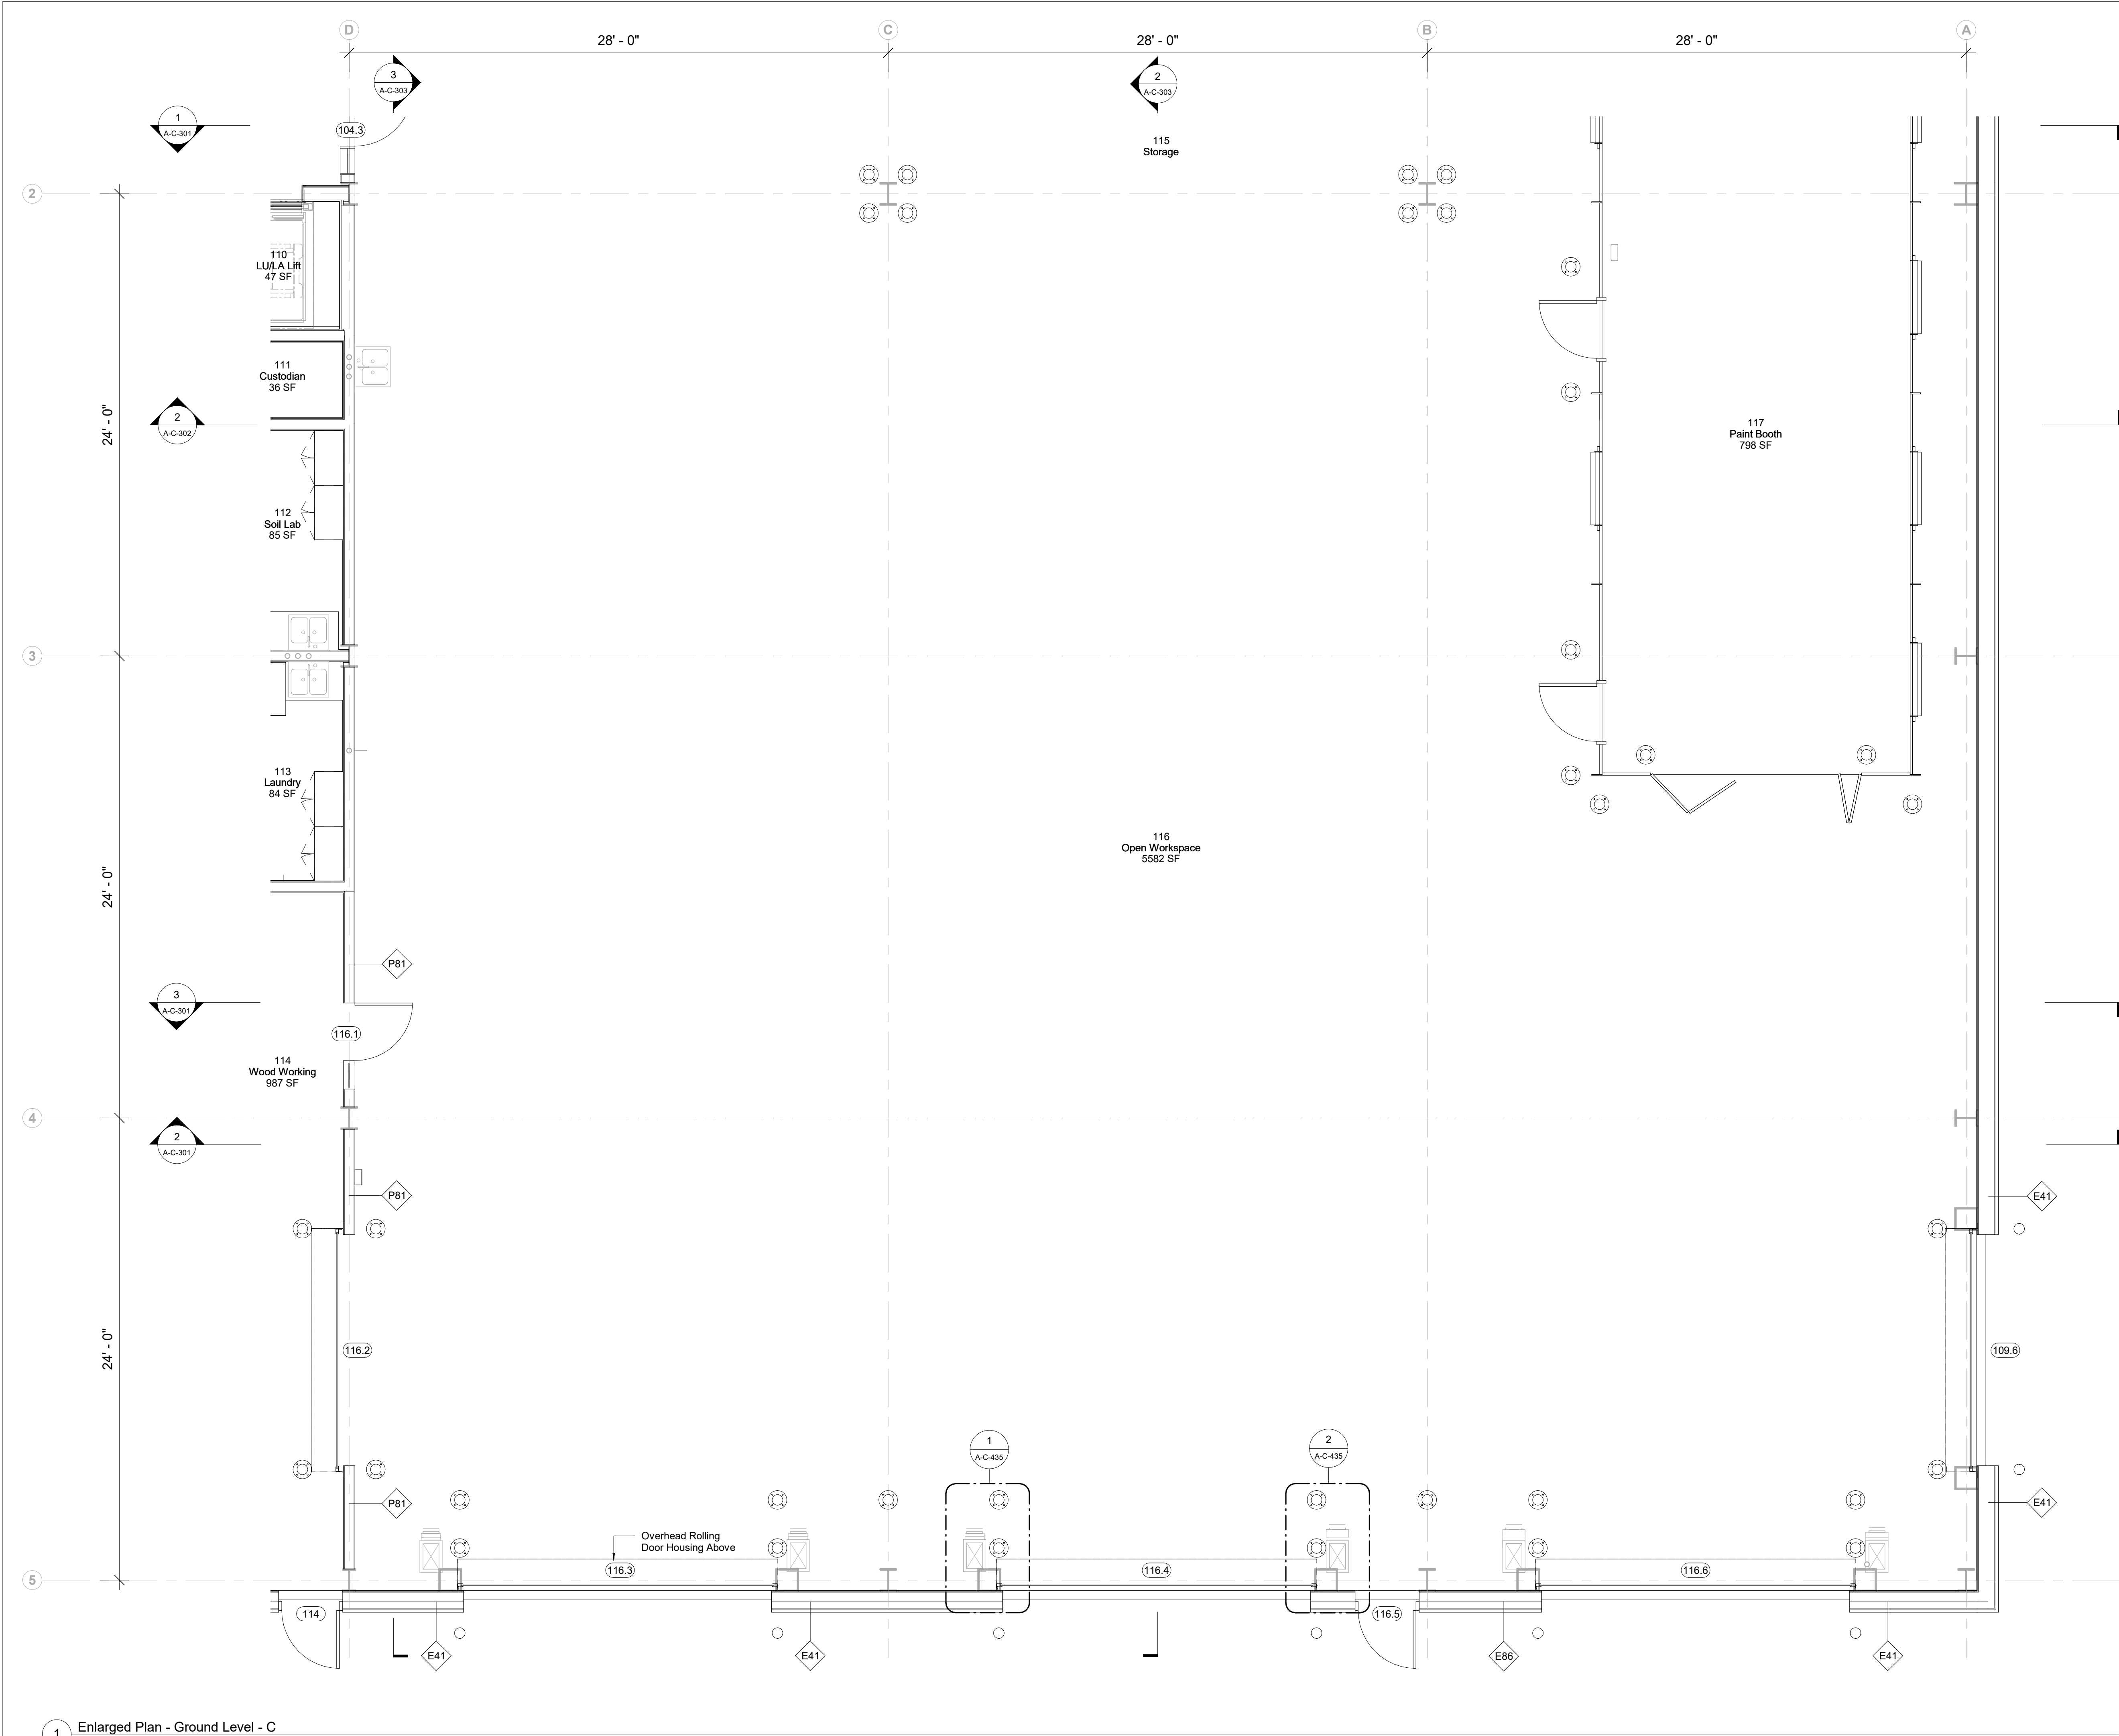 D
C
B
A
28' - 0"
28' - 0"
28' - 0"
3
A-C-303
2
A-C-303
1
A-C-301
104.3
115
Storage
2
110
LU/LA Lift
47 SF
111
Custodian
36 SF
24' - 0"
2
A-C-302
117
Paint Booth
798 SF
112
Soil Lab
85 SF
3
113
Laundry
84 SF
116
Open Workspace
5582 SF
24' - 0"
P81
3
A-C-301
116.1
114
Wood Working
987 SF
4
2
A-C-301
P81
E41
24' - 0"
116.2
109.6
1
A-C-435
2
A-C-435
P81
E41
Overhead Rolling
Door Housing Above
116.3
116.4
116.6
5
114
116.5
E41
E41
E86
E41
1
Enlarged Plan - Ground Level - C